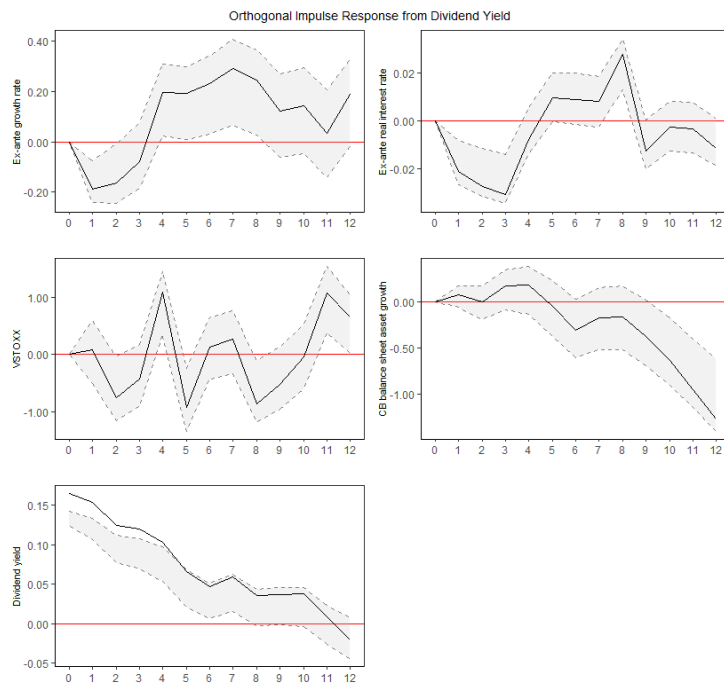 Orthogonal Impulse Response from Dividend Yield
Ex-ante growth rate
0.40
0.20
0.00
-0.20
0 1 2 3 4 5 6 7 8 9 10 11 12
Ex-ante real interest rate
0.02
0.00
-0.02
0 1 2 3 4 5 6 7 8 9 10 11 12
VSTOXX
1.00
0.00
-1.00
0 1 2 3 4 5 6 7 8 9 10 11 12
CB balance sheet asset growth
0.00
-0.50
-1.00
0 1 2 3 4 5 6 7 8 9 10 11 12
Dividend yield
0.15
0.10
0.05
0.00
-0.05
0 1 2 3 4 5 6 7 8 9 10 11 12